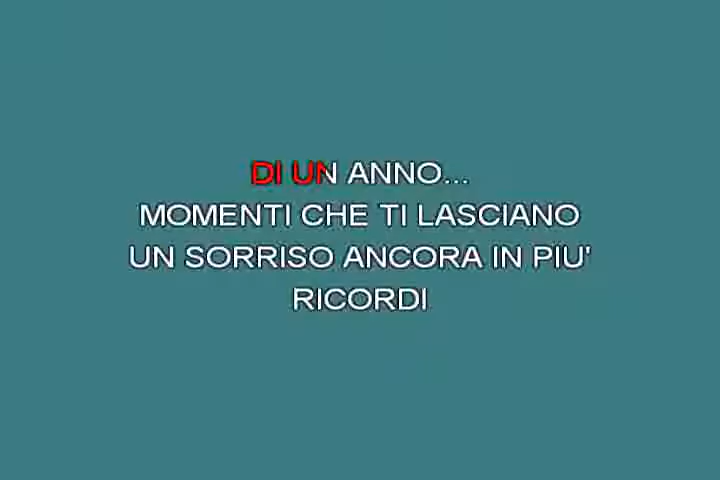 DI UN ANNO...
MOMENTI CHE TI LASCIANO
UN SORRISO ANCORA IN PIU'
RICORDI